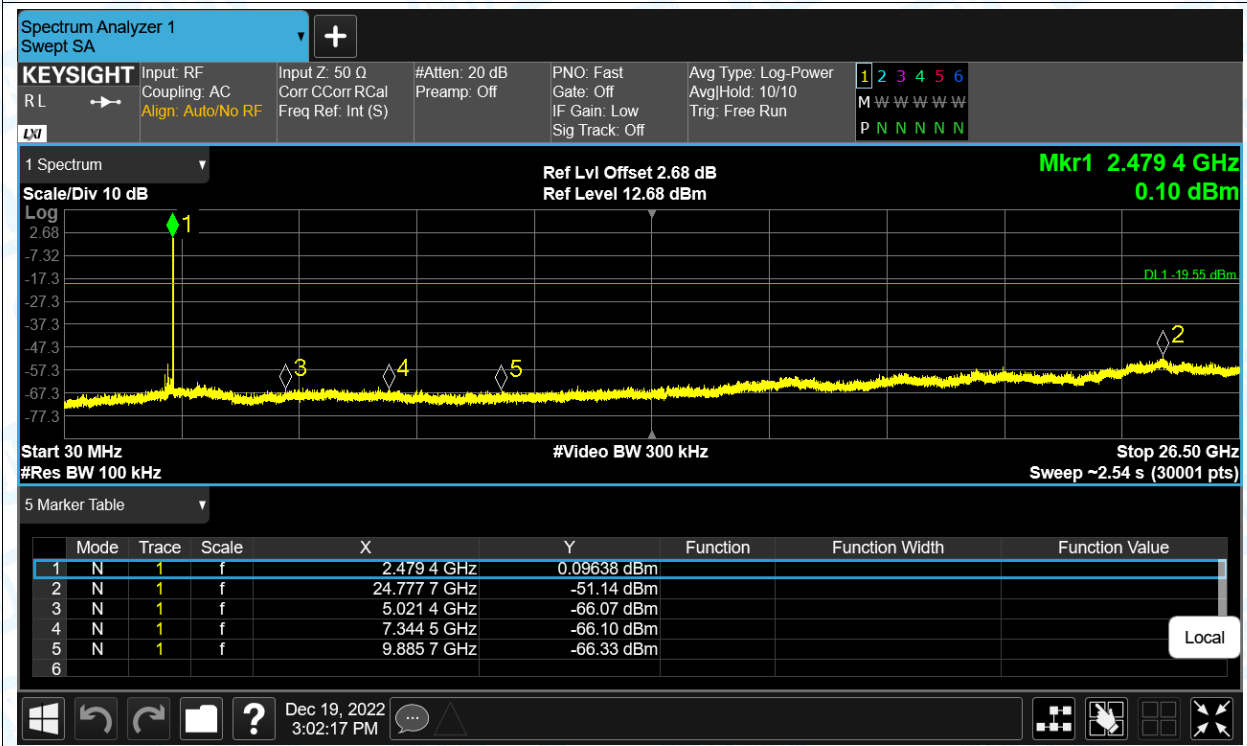 Spectrum Analyzer 1
Swept SA
KEYSIGHT
R L
LXI
Input: RF
Coupling: AC
Align: Auto/No RF
Input Z: 50 Ω
Corr CCorr RCal
Freq Ref: Int (S)
#Atten: 20 dB
Preamp: Off
PNO: Fast
Gate: Off
IF Gain: Low
Sig Track: Off
Avg Type: Log-Power
Avg|Hold: 10/10
Trig: Free Run
1 2 3 4 5 6
M W W W W W
P N N N N N
1 Spectrum
Scale/Div 10 dB
Ref Lvl Offset 2.68 dB
Ref Level 12.68 dBm
Mkr1 2.479 4 GHz
0.10 dBm
Log
2.68
-7.32
-17.3
-27.3
-37.3
-47.3
-57.3
-67.3
-77.3
1
DL1 -19.55 dBm
2
3
4
5
Start 30 MHz
#Video BW 300 kHz
Stop 26.50 GHz
#Res BW 100 kHz
Sweep ~2.54 s (30001 pts)
5 Marker Table
Mode Trace Scale X Y Function Function Width Function Value
1 N 1 f 2.479 4 GHz 0.09638 dBm
2 N 1 f 24.777 7 GHz -51.14 dBm
3 N 1 f 5.021 4 GHz -66.07 dBm
4 N 1 f 7.344 5 GHz -66.10 dBm
5 N 1 f 9.885 7 GHz -66.33 dBm
6
Local
?
Dec 19, 2022
3:02:17 PM